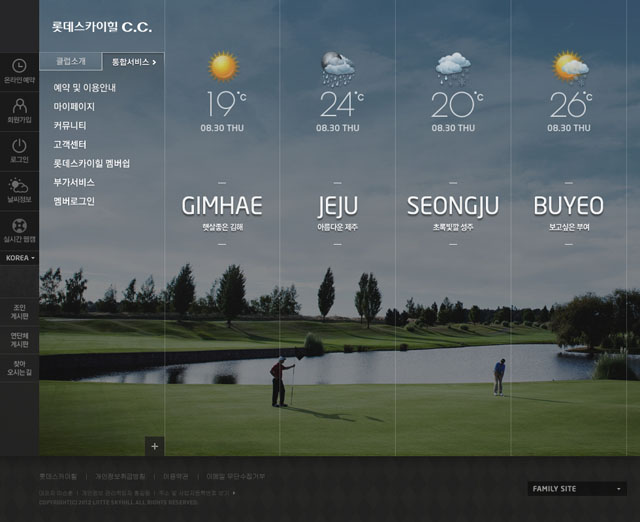 롯데스카이힐 C.C.
클럽소개
통합서비스
예약 및 이용안내
마이페이지
커뮤니티
고객센터
롯데스카이힐 멤버쉽
부가서비스
멤버로그인
온라인예약
회원가입
로그인
날씨정보
실시간 웹캠
KOREA
조인
게시판
연단체
게시판
찾아
오시는길
19°C
08.30 THU
GIMHAE
햇살좋은 김해
24°C
08.30 THU
JEJU
아름다운 제주
20°C
08.30 THU
SEONGJU
초록빛깔 성주
26°C
08.30 THU
BUYEO
보고싶은 부여
+
롯데스카이힐 | 개인정보취급방침 | 이용약관 | 이메일 무단수집거부
COPYRIGHT(C)2012 LOTTE SKYHILL.ALL RIGHTS RESERVED.
FAMILY SITE